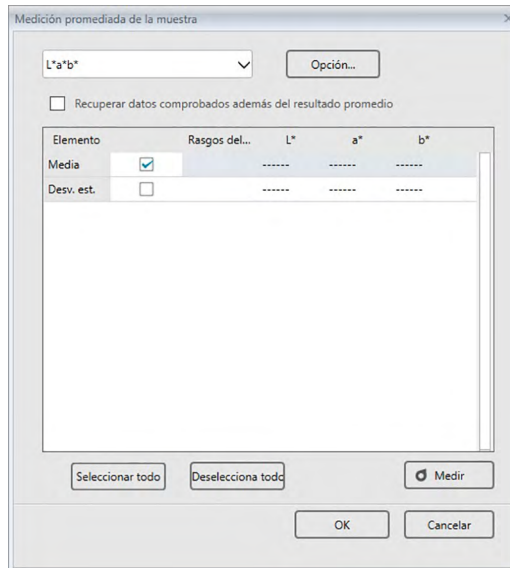 Medición promediada de la muestra
L*a*b*
Opción...
Recuperar datos comprobados además del resultado promedio
Elemento Rasgos del... L* a* b*
Media ------ ------ ------
Desv. est. ------ ------ ------
Seleccionar todo Deselecciona todo Medir
OK Cancelar